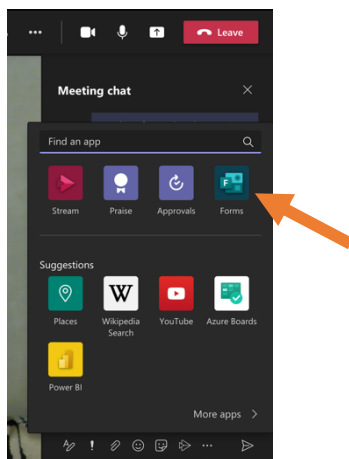 Leave
Meeting chat
Find an app
Stream Praise Approvals Forms
Suggestions
Places Wikipedia Search YouTube Azure Boards
Power BI
More apps